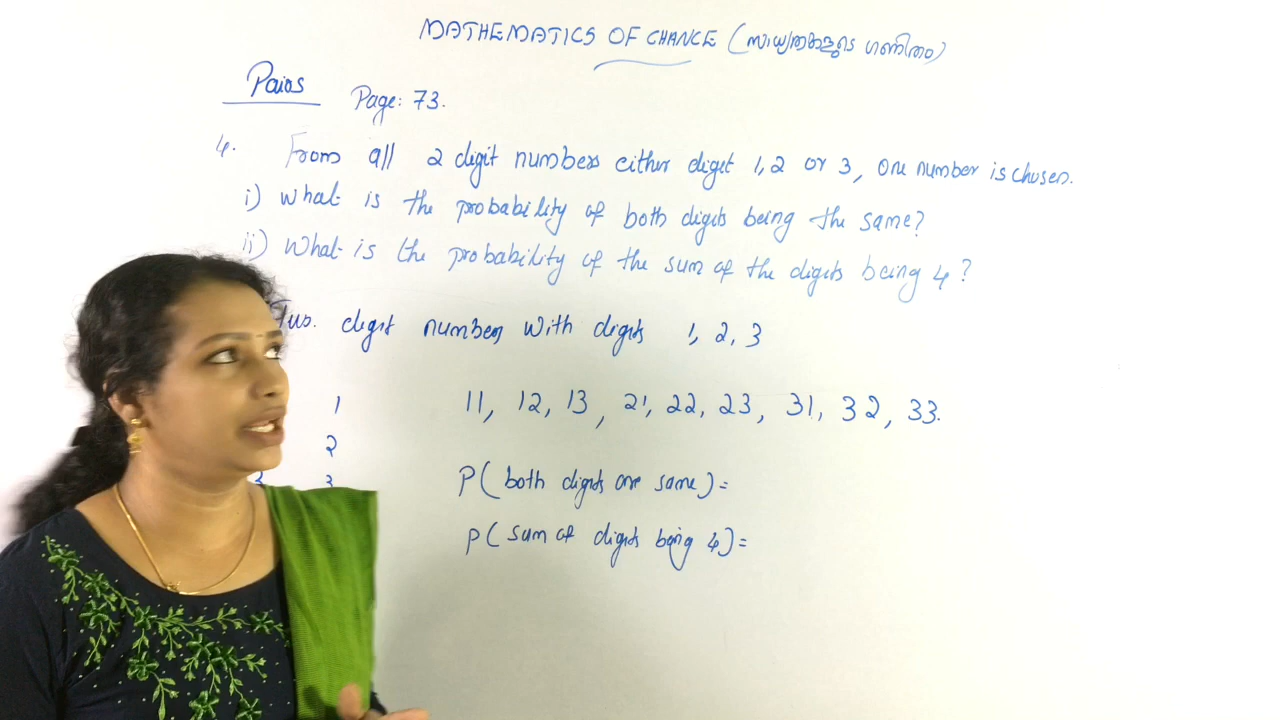 MATHEMATICS OF CHANCE (സാധ്യതകളുടെ ഗണിതം)
Pairs Page: 73.
4. From all 2 digit numbers either digit 1, 2 or 3, one number is chosen.
i) What is the probability of both digits being the same?
ii) What is the probability of the sum of the digits being 4?
Two digit numbers with digits 1, 2, 3
1 11, 12, 13, 21, 22, 23, 31, 32, 33.
2
3 3
P(both digits are same)=
P(sum of digits being 4)=